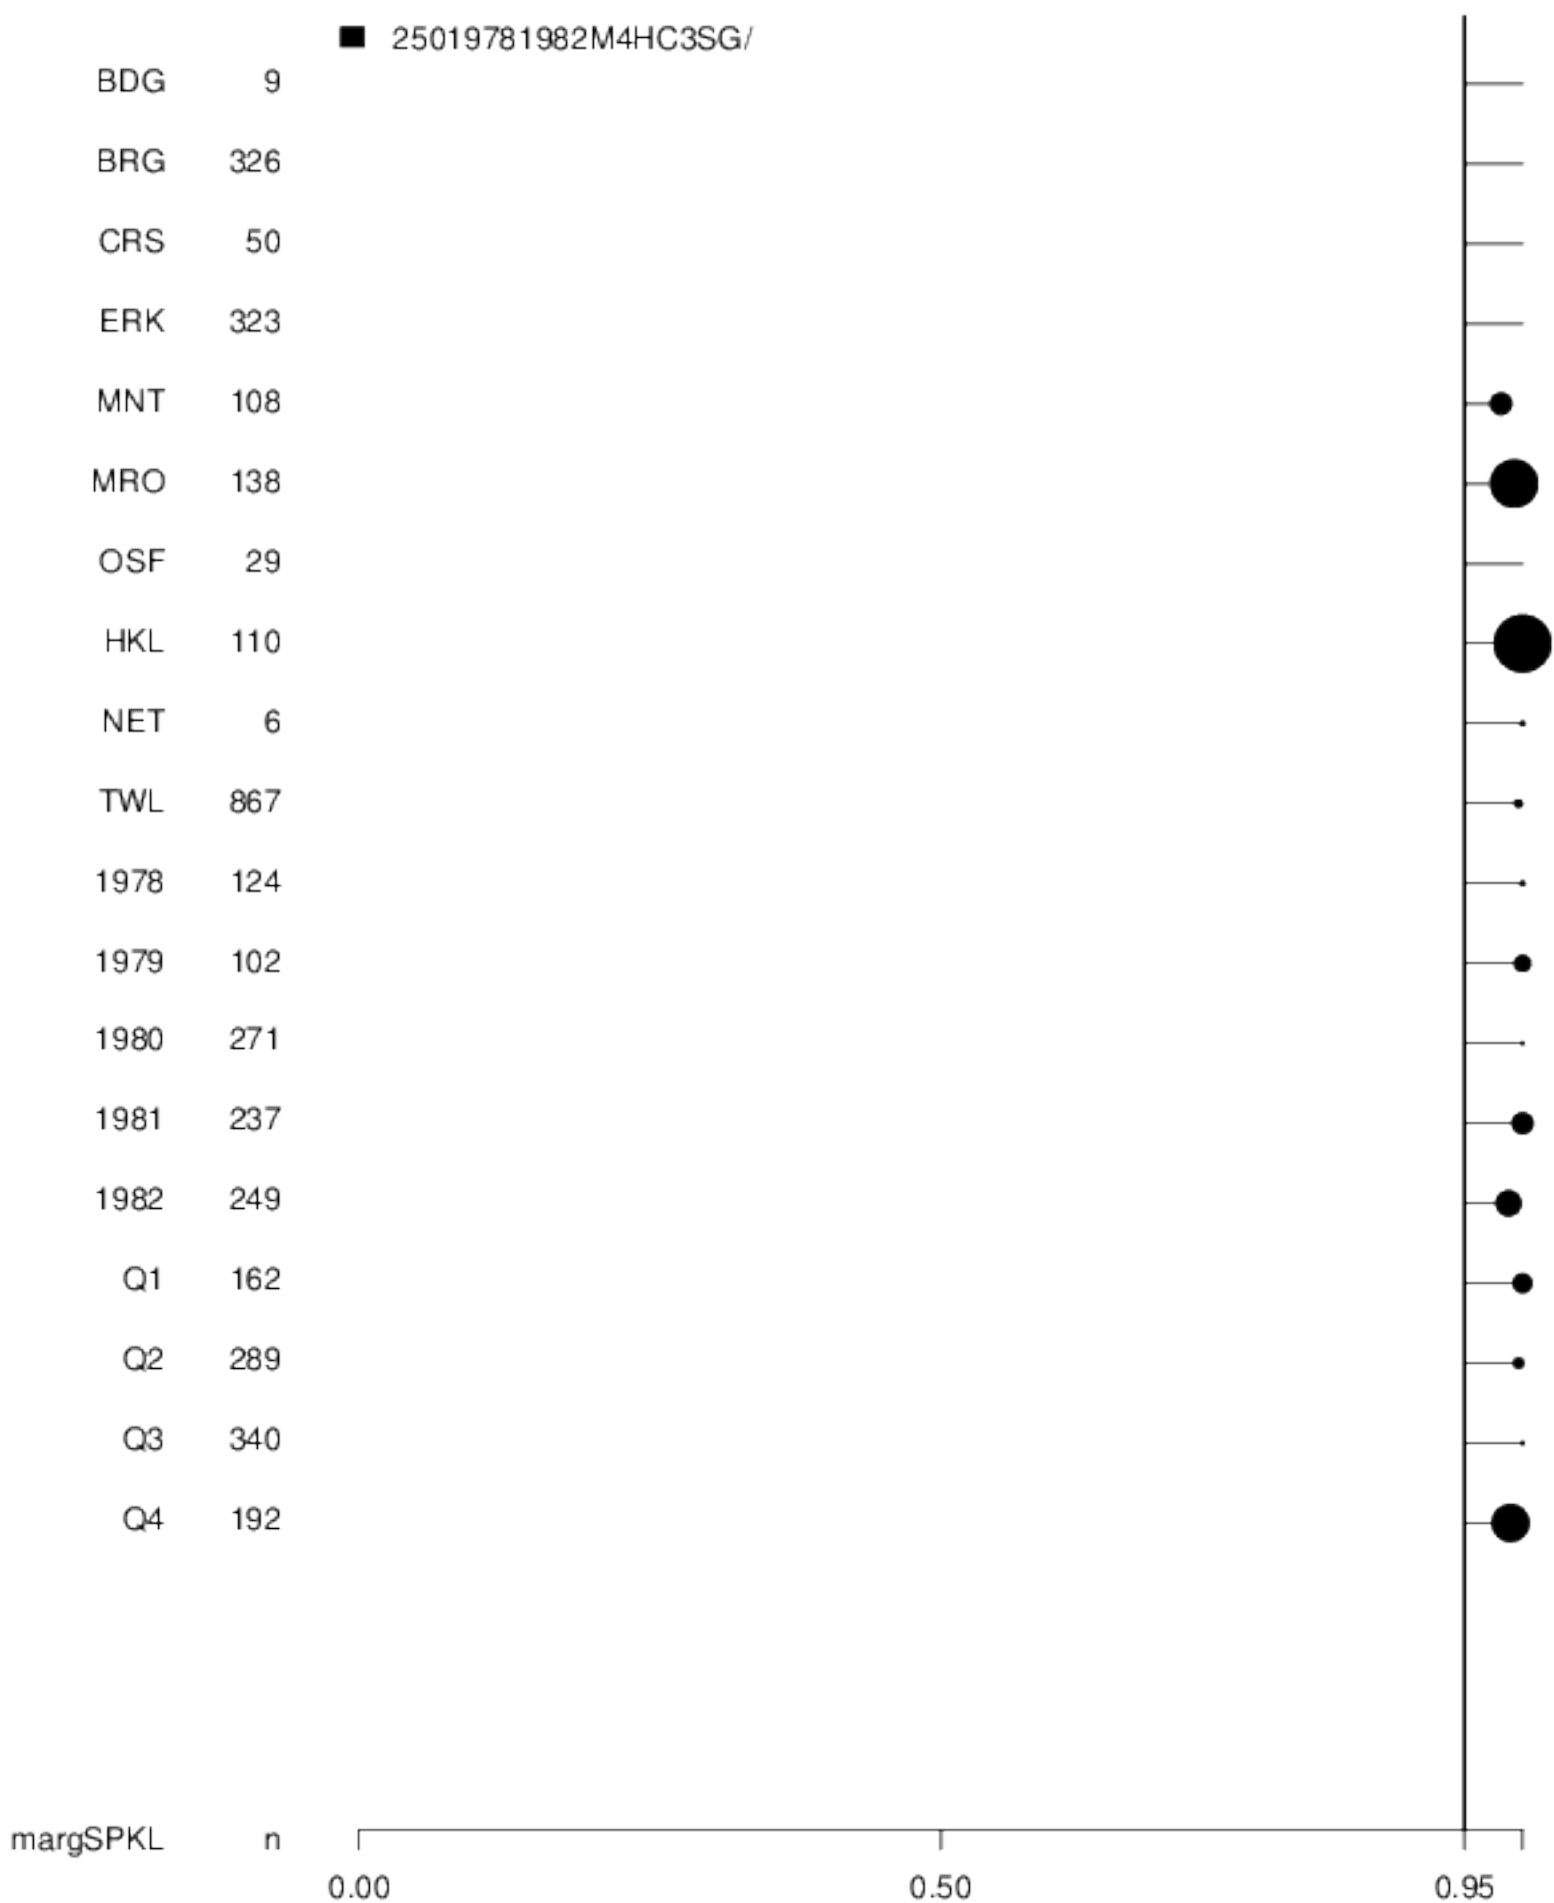 25019781982M4HC3SG/
BDG 9
BRG 326
CRS 50
ERK 323
MNT 108
MRO 138
OSF 29
HKL 110
NET 6
TWL 867
1978 124
1979 102
1980 271
1981 237
1982 249
Q1 162
Q2 289
Q3 340
Q4 192
margSPKL n
0.00 0.50 0.95